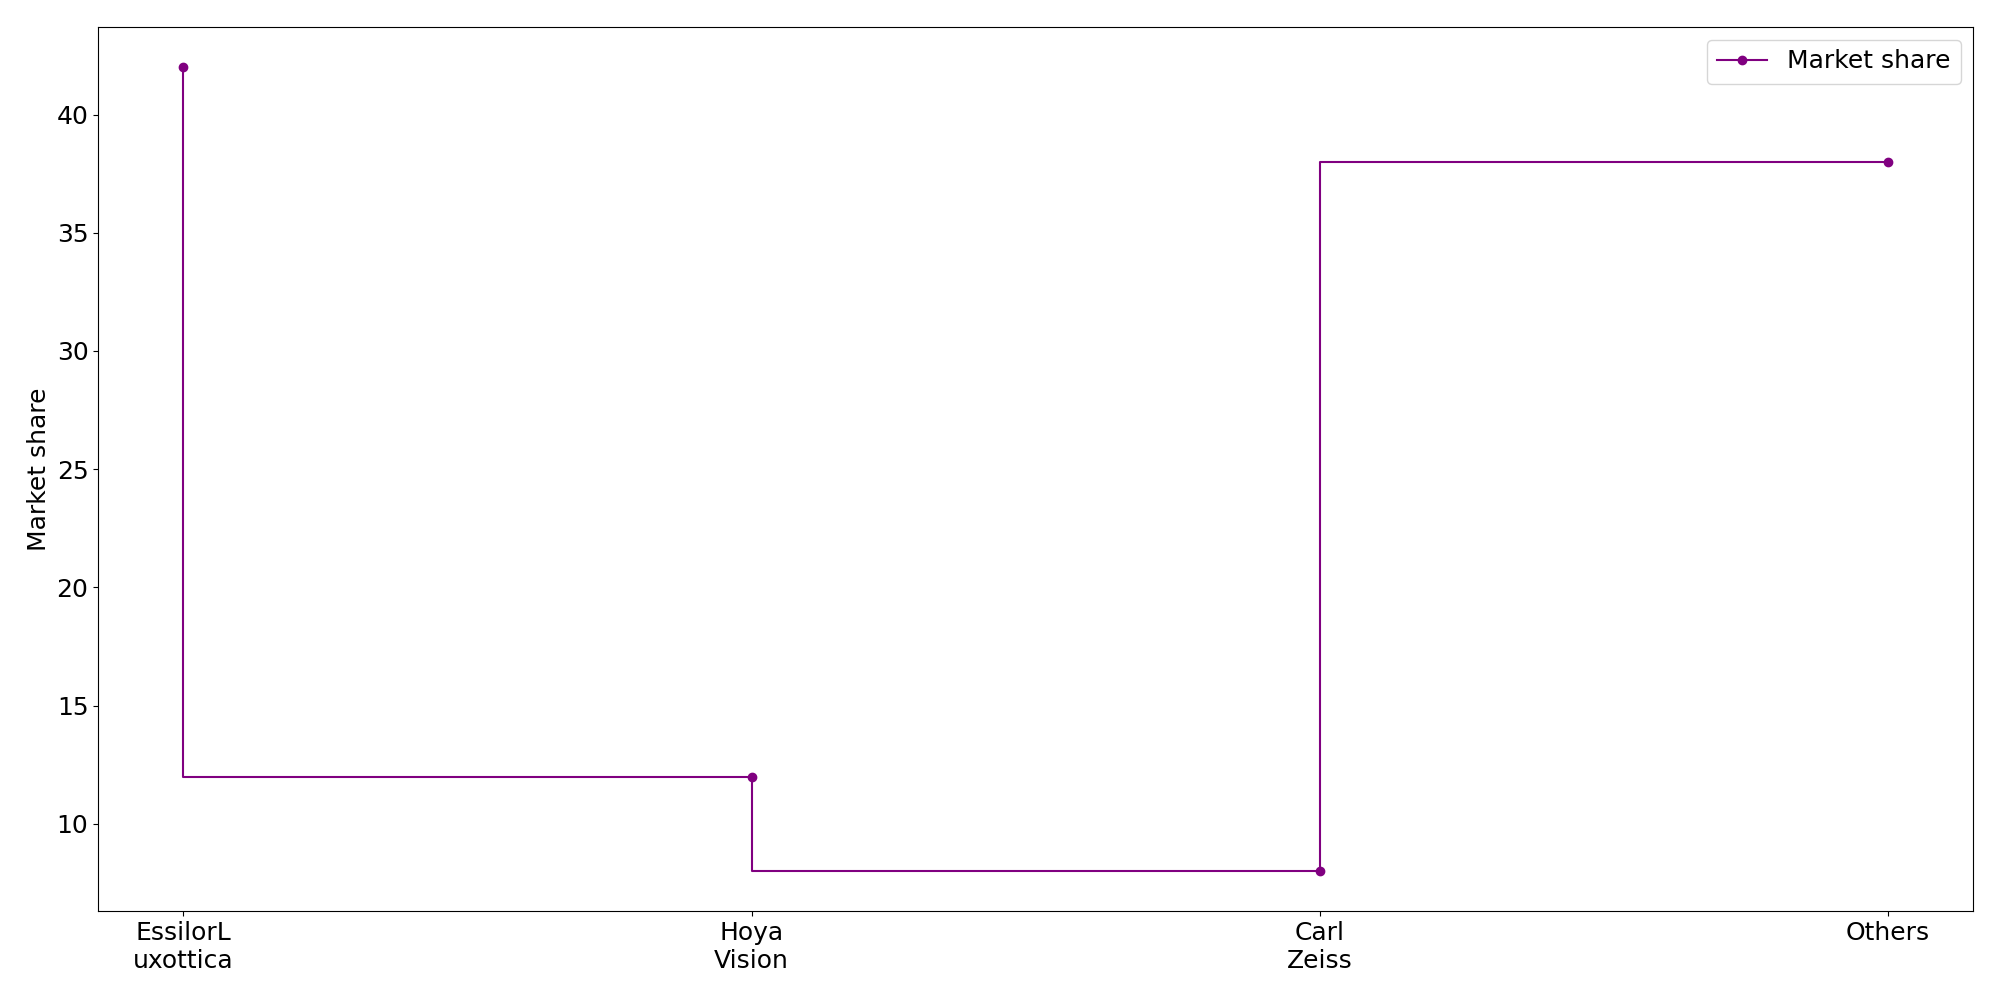 Market share
40
35
30
25
20
15
10
Market share
EssilorL
uxottica
Hoya
Vision
Carl
Zeiss
Others